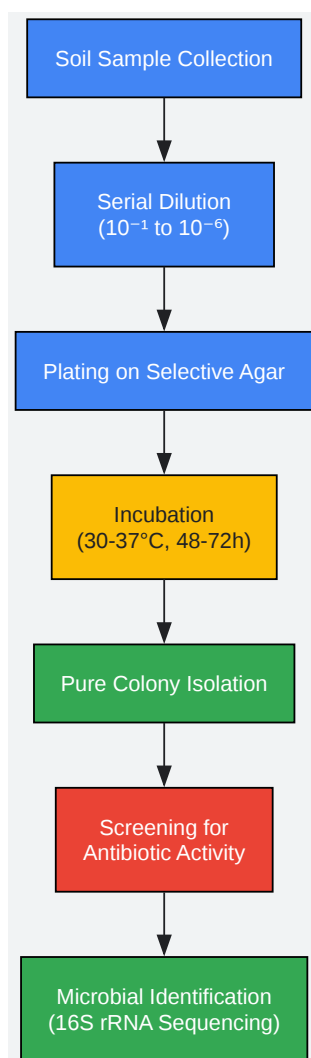 Soil Sample Collection
Serial Dilution
(10⁻¹ to 10⁻⁶)
Plating on Selective Agar
Incubation
(30-37°C, 48-72h)
Pure Colony Isolation
Screening for
Antibiotic Activity
Microbial Identification
(16S rRNA Sequencing)